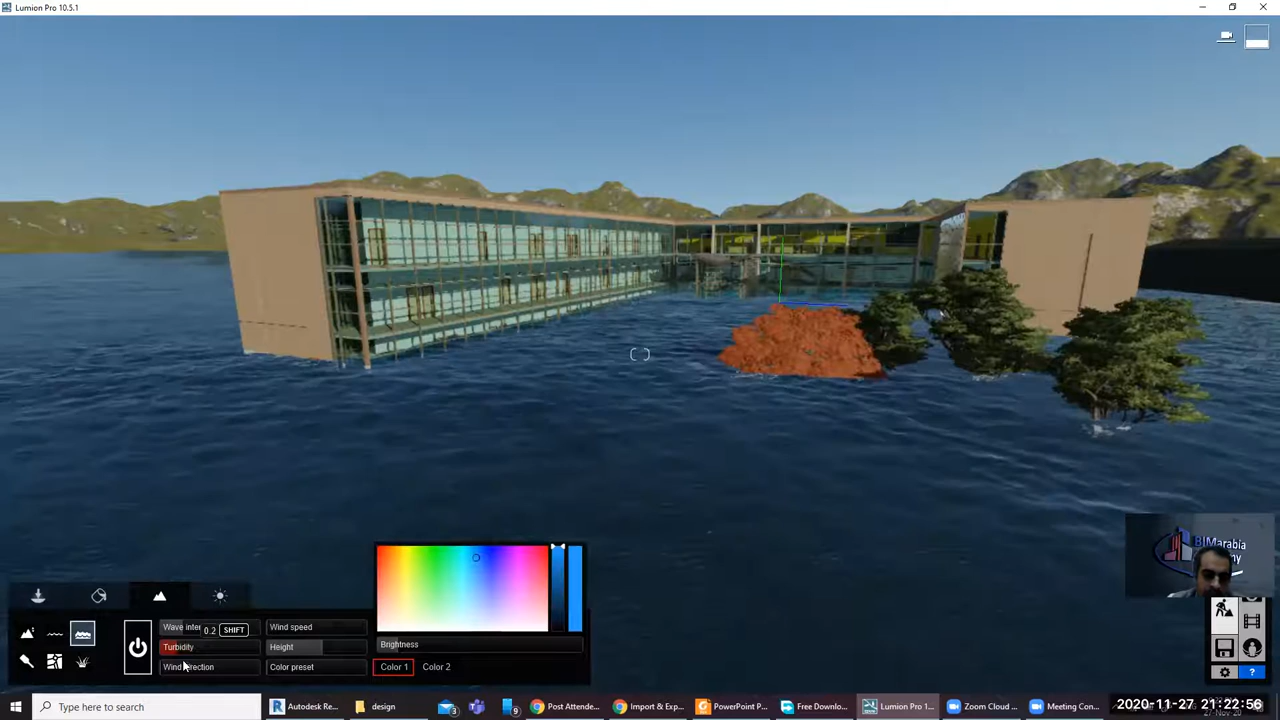 Lumion Pro 10.5.1
BIMarabia
Wave inten
0.2
SHIFT
Wind speed
Turbidity
Height
Wind direction
Color preset
Brightness
Color 1
Color 2
?
Type here to search
Autodesk Re...
design
3
9
Post Attende...
Import & Exp...
PowerPoint P...
Free Downlo...
Lumion Pro 1...
Zoom Cloud ...
Meeting Con...
2020-11-27 21:22:56